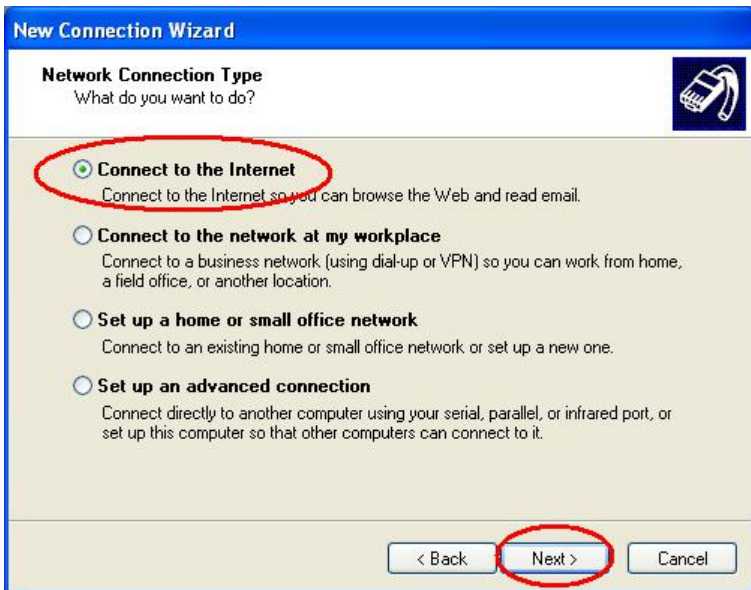 New Connection Wizard
Network Connection Type
What do you want to do?
Connect to the Internet
Connect to the Internet so you can browse the Web and read email.
Connect to the network at my workplace
Connect to a business network (using dial-up or VPN) so you can work from home,
a field office, or another location.
Set up a home or small office network
Connect to an existing home or small office network or set up a new one.
Set up an advanced connection
Connect directly to another computer using your serial, parallel, or infrared port, or
set up this computer so that other computers can connect to it.
< Back Next > Cancel